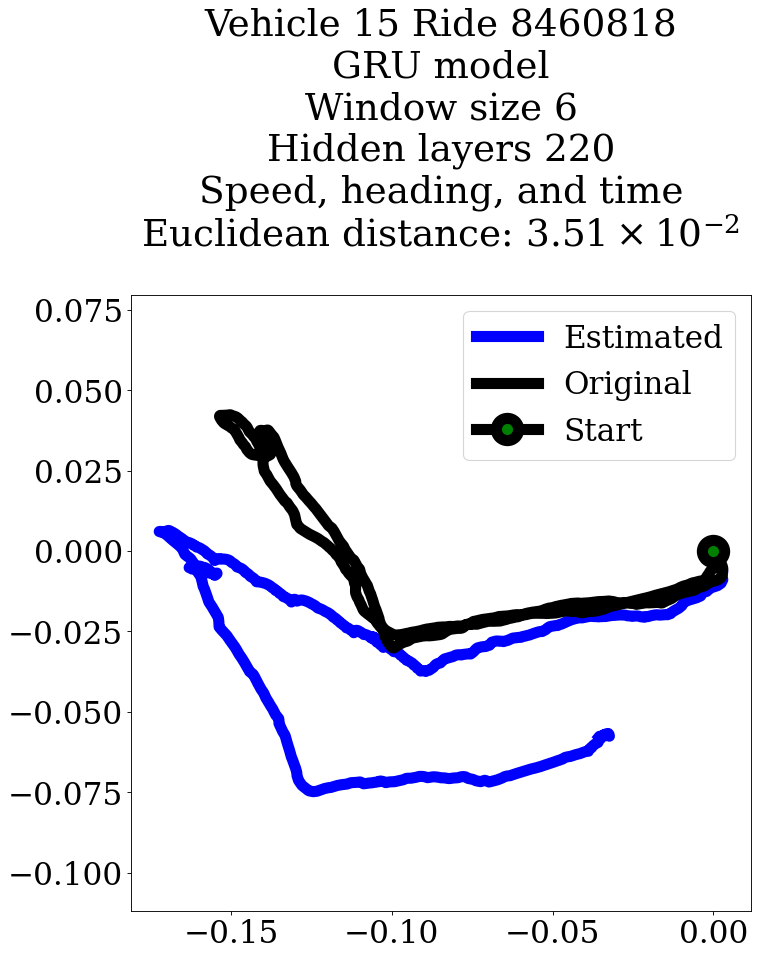 Vehicle 15 Ride 8460818
GRU model
Window size 6
Hidden layers 220
Speed, heading, and time
Euclidean distance: 3.51 × 10⁻²
Estimated
Original
Start
0.075
0.050
0.025
0.000
−0.025
−0.050
−0.075
−0.100
−0.15
−0.10
−0.05
0.00